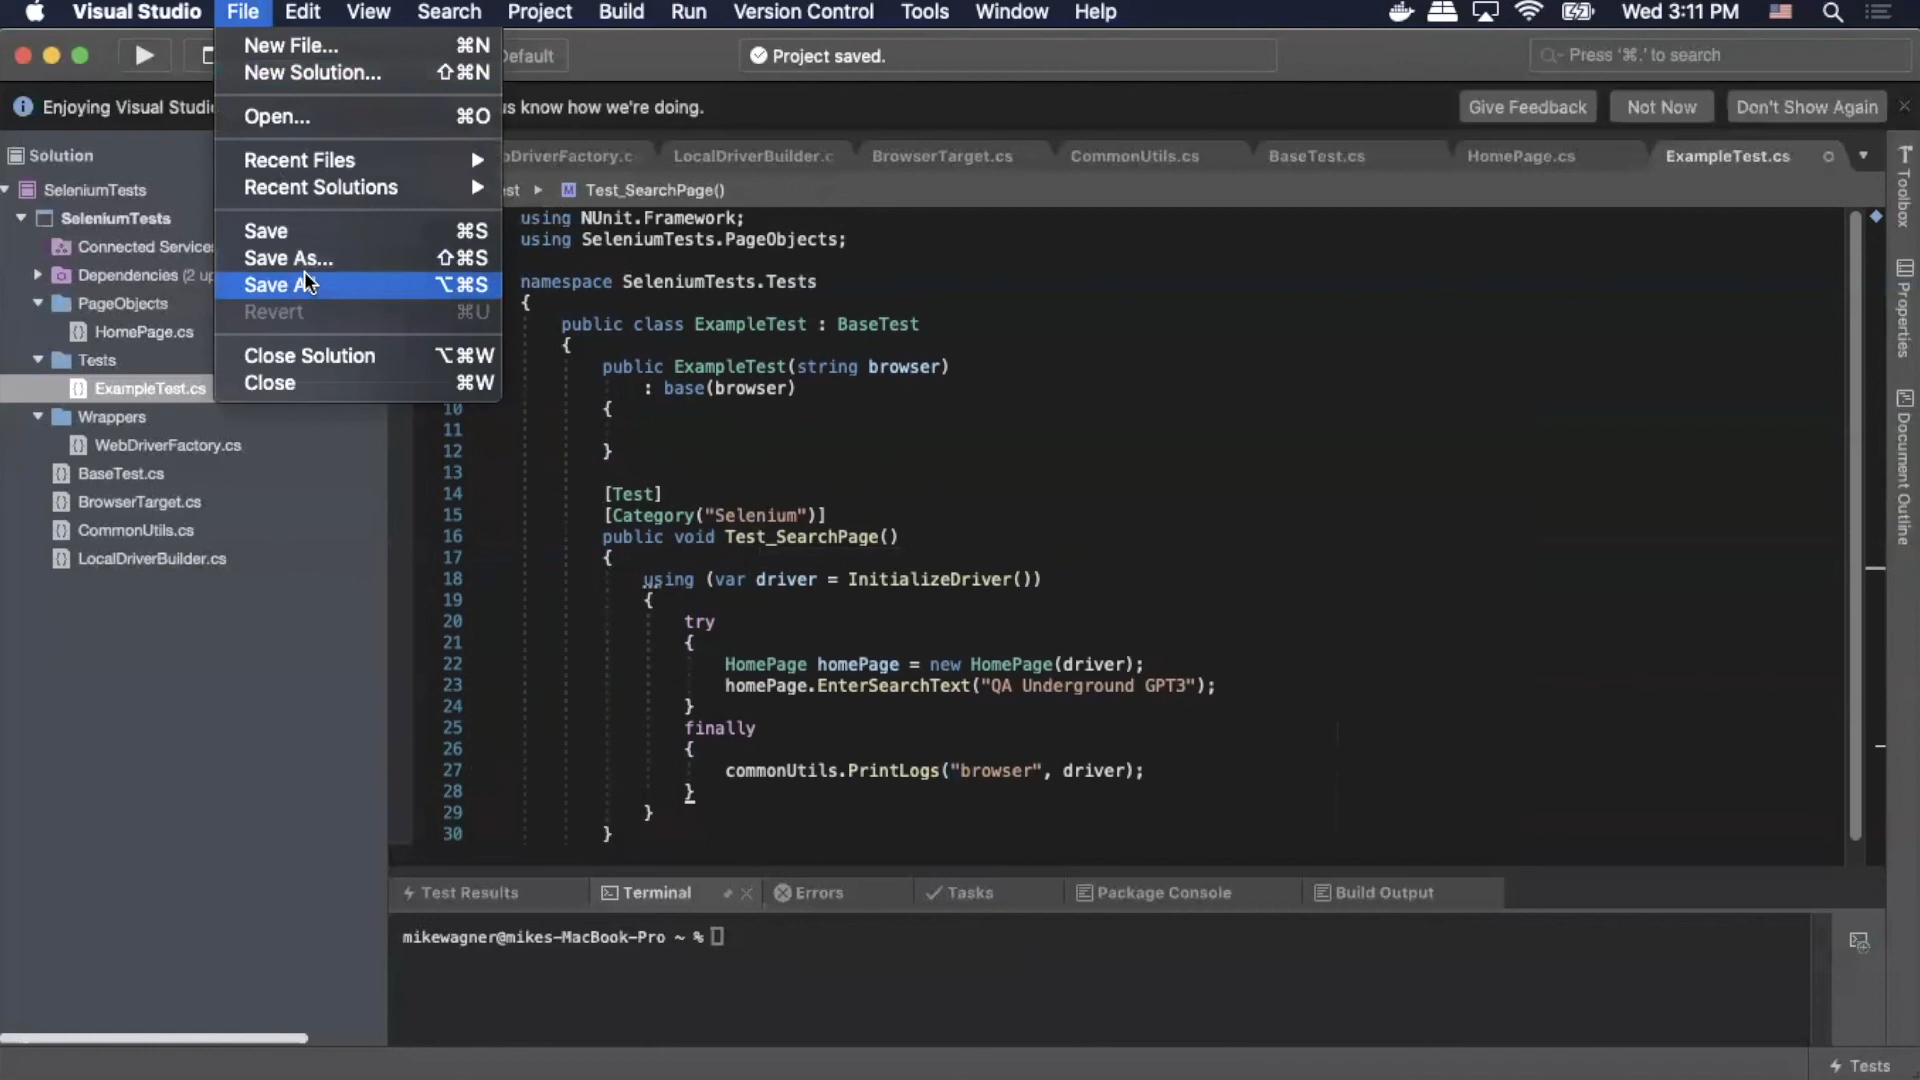 Visual Studio File Edit View Search Project Build Run Version Control Tools Window Help Wed 3:11 PM
Default
Project saved.
Press '⌘.' to search
New File... ⌘N
New Solution... ⇧⌘N
Open... ⌘O
Recent Files
Recent Solutions
Save ⌘S
Save As... ⇧⌘S
Save ⌥⌘S
Revert ⌘U
Close Solution ⌥⌘W
Close ⌘W
Enjoying Visual Studi
us know how we're doing.
Give Feedback Not Now Don't Show Again
Solution
SeleniumTests
SeleniumTests
Connected Service
Dependencies (2 up
PageObjects
HomePage.cs
Tests
ExampleTest.cs
Wrappers
WebDriverFactory.cs
BaseTest.cs
BrowserTarget.cs
CommonUtils.cs
LocalDriverBuilder.cs
bDriverFactory.c LocalDriverBuilder.c BrowserTarget.cs CommonUtils.cs BaseTest.cs HomePage.cs ExampleTest.cs
est M Test_SearchPage()
using NUnit.Framework;
using SeleniumTests.PageObjects;
namespace SeleniumTests.Tests
{
public class ExampleTest : BaseTest
{
public ExampleTest(string browser)
: base(browser)
10 {
11
12 }
13
14 [Test]
15 [Category("Selenium")]
16 public void Test_SearchPage()
17 {
18 using (var driver = InitializeDriver())
19 {
20 try
21 {
22 HomePage homePage = new HomePage(driver);
23 homePage.EnterSearchText("QA Underground GPT3");
24 }
25 finally
26 {
27 commonUtils.PrintLogs("browser", driver);
28 }
29 }
30 }
Toolbox
Properties
Document Outline
Test Results Terminal Errors Tasks Package Console Build Output
mikewagner@mikes-MacBook-Pro ~ %
Tests